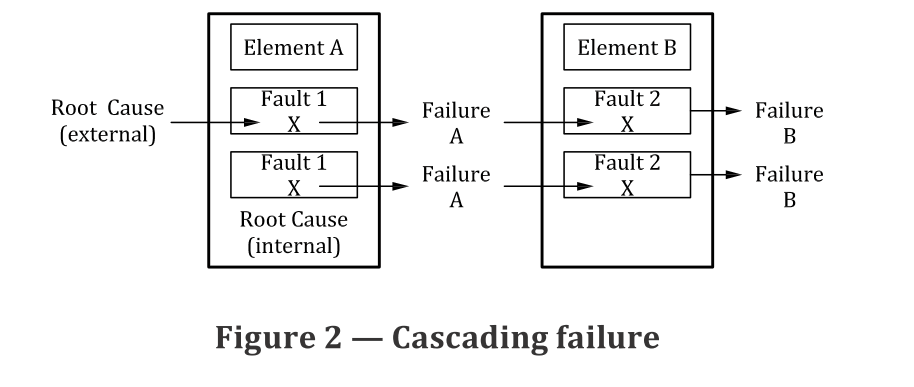 Element A
Element B
Root Cause
(external)
Fault 1
X
Failure
A
Fault 2
X
Failure
B
Fault 1
X
Failure
A
Fault 2
X
Failure
B
Root Cause
(internal)
Figure 2 — Cascading failure